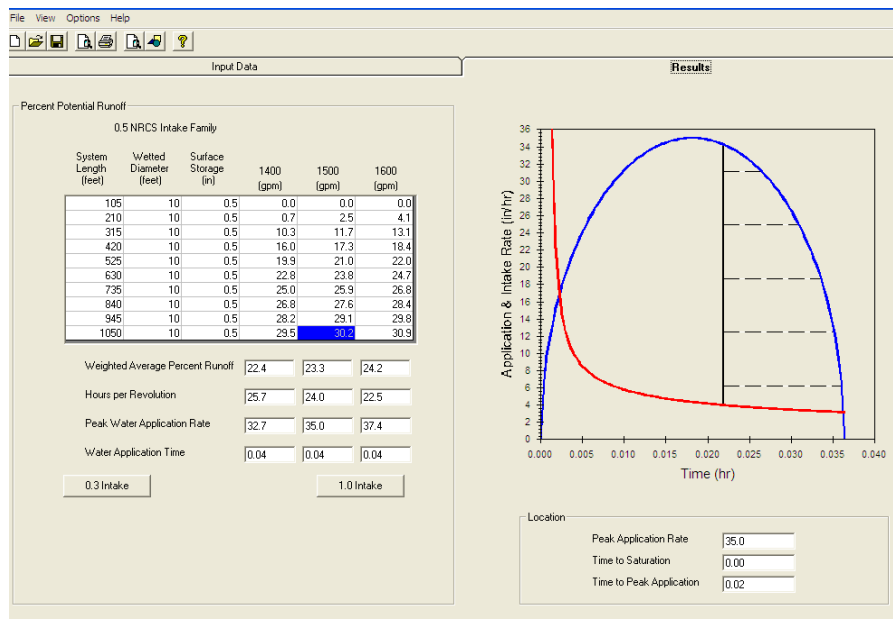 File View Options Help
Input Data
Results
Percent Potential Runoff
0.5 NRCS Intake Family
System Length (feet) Wetted Diameter (feet) Surface Storage (in) 1400 (gpm) 1500 (gpm) 1600 (gpm)
105 10 0.5 0.0 0.0 0.0
210 10 0.5 0.7 2.5 4.1
315 10 0.5 10.3 11.7 13.1
420 10 0.5 16.0 17.3 18.4
525 10 0.5 19.9 21.0 22.0
630 10 0.5 22.8 23.8 24.7
735 10 0.5 25.0 25.9 26.8
840 10 0.5 26.8 27.6 28.4
945 10 0.5 28.2 29.1 29.8
1050 10 0.5 29.5 30.2 30.9
Weighted Average Percent Runoff 22.4 23.3 24.2
Hours per Revolution 25.7 24.0 22.5
Peak Water Application Rate 32.7 35.0 37.4
Water Application Time 0.04 0.04 0.04
0.3 Intake 1.0 Intake
Application & Intake Rate (in/hr)
36
34
32
30
28
26
24
22
20
18
16
14
12
10
8
6
4
2
0
0.000 0.005 0.010 0.015 0.020 0.025 0.030 0.035 0.040
Time (hr)
Location
Peak Application Rate 35.0
Time to Saturation 0.00
Time to Peak Application 0.02